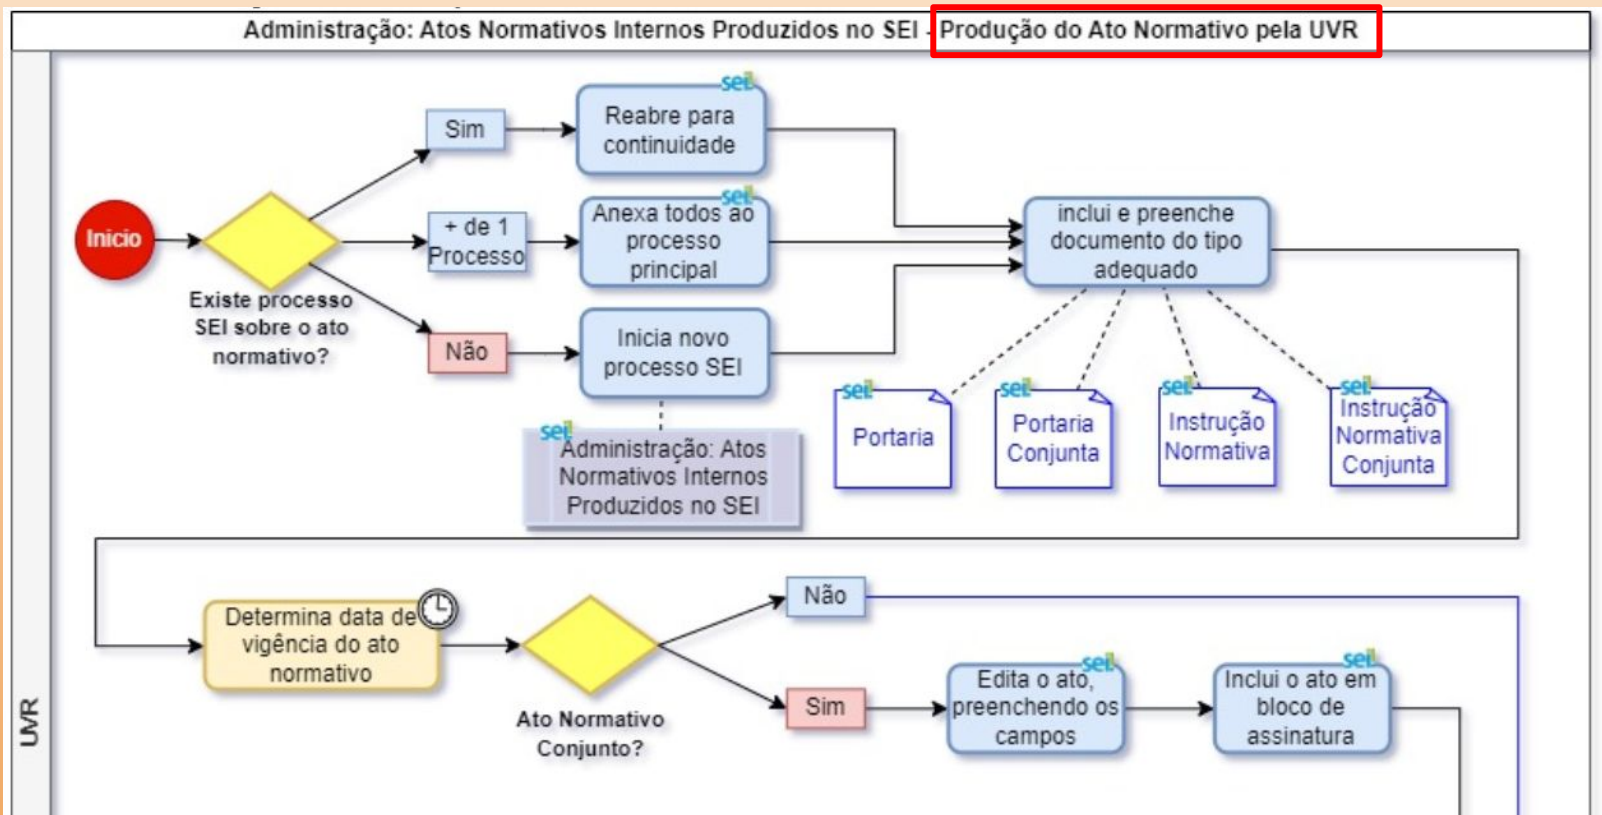 Administração: Atos Normativos Internos Produzidos no SEI - Produção do Ato Normativo pela UVR
sei!
Sim
Reabre para
continuidade
sei!
Inicio
+ de 1
Processo
Anexa todos ao
processo
principal
inclui e preenche
documento do tipo
adequado
Existe processo
SEI sobre o ato
normativo?
Não
Inicia novo
processo SEI
sei!
Administração: Atos
Normativos Internos
Produzidos no SEI
sei!
Portaria
sei!
Portaria
Conjunta
sei!
Instrução
Normativa
sei!
Instrução
Normativa
Conjunta
UVR
Determina data de
vigência do ato
normativo
Ato Normativo
Conjunto?
Não
Sim
sei!
Edita o ato,
preenchendo os
campos
sei!
Inclui o ato em
bloco de
assinatura